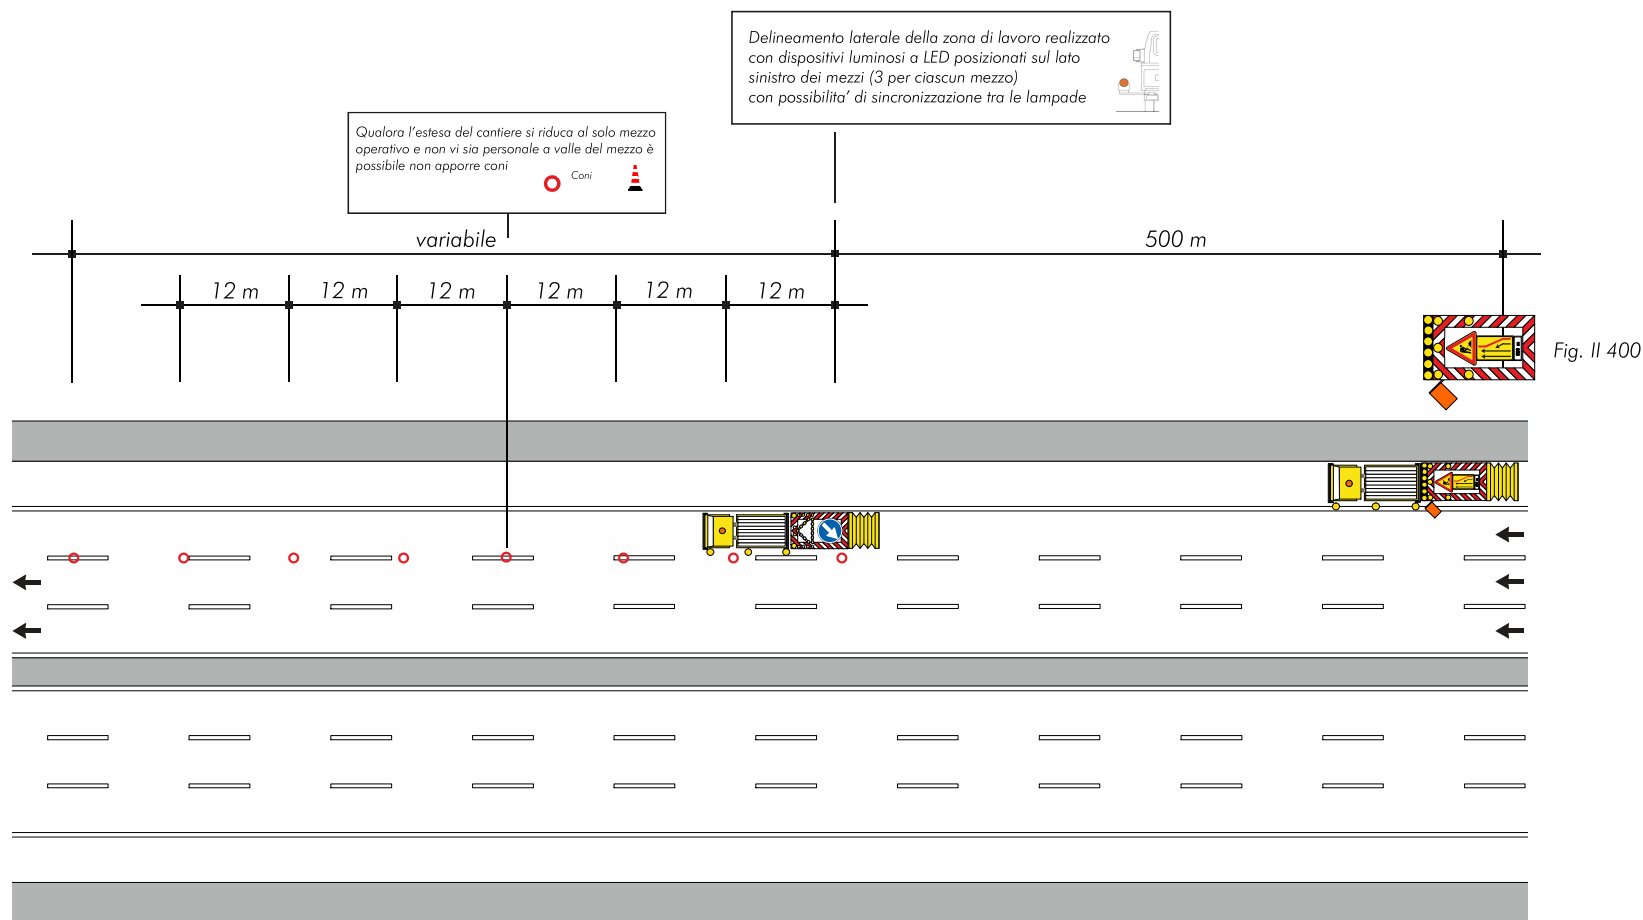 Delineamento laterale della zona di lavoro realizzato
con dispositivi luminosi a LED posizionati sul lato
sinistro dei mezzi (3 per ciascun mezzo)
con possibilita' di sincronizzazione tra le lampade
Qualora l'estesa del cantiere si riduca al solo mezzo
operativo e non vi sia personale a valle del mezzo è
possibile non apporre coni
Coni
variabile
500 m
12 m
12 m
12 m
12 m
12 m
12 m
Fig. II 400